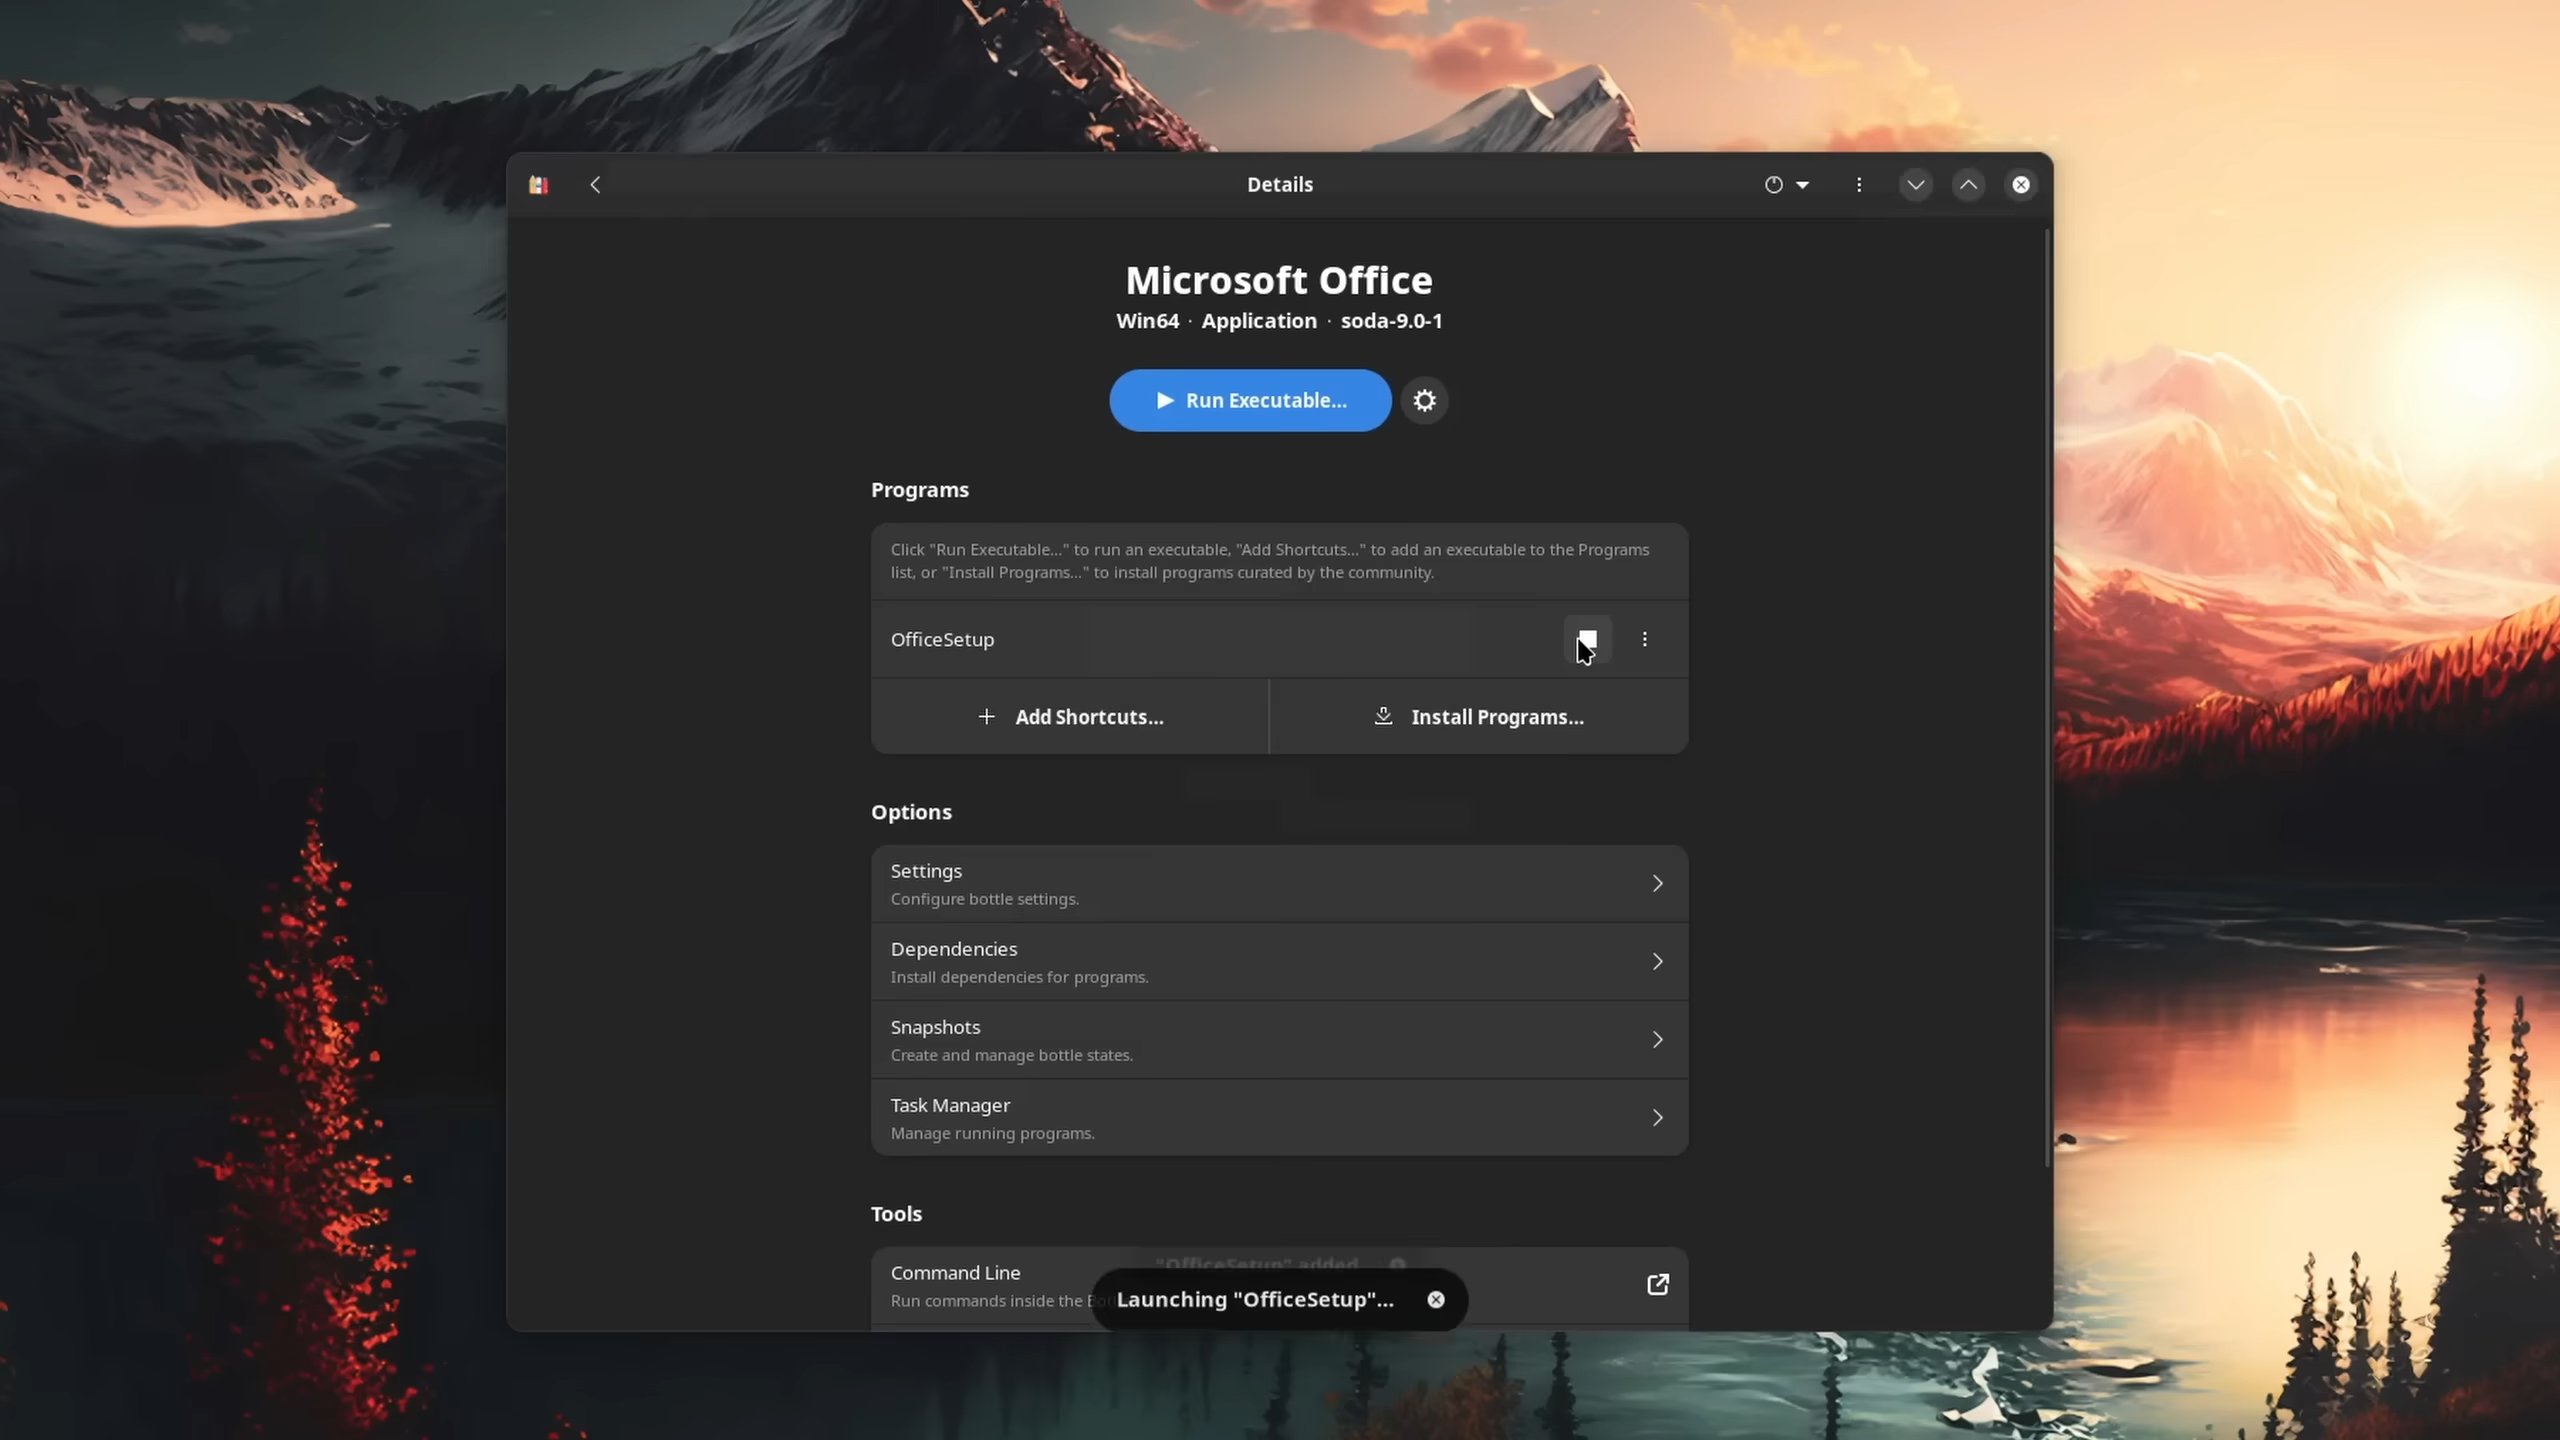 Details
Microsoft Office
Win64 · Application · soda-9.0-1
Run Executable...
Programs
Click "Run Executable..." to run an executable, "Add Shortcuts..." to add an executable to the Programs
list, or "Install Programs..." to install programs curated by the community.
OfficeSetup
Add Shortcuts...
Install Programs...
Options
Settings
Configure bottle settings.
Dependencies
Install dependencies for programs.
Snapshots
Create and manage bottle states.
Task Manager
Manage running programs.
Tools
"OfficeSetup" added
Command Line
Run commands inside the
Launching "OfficeSetup"...